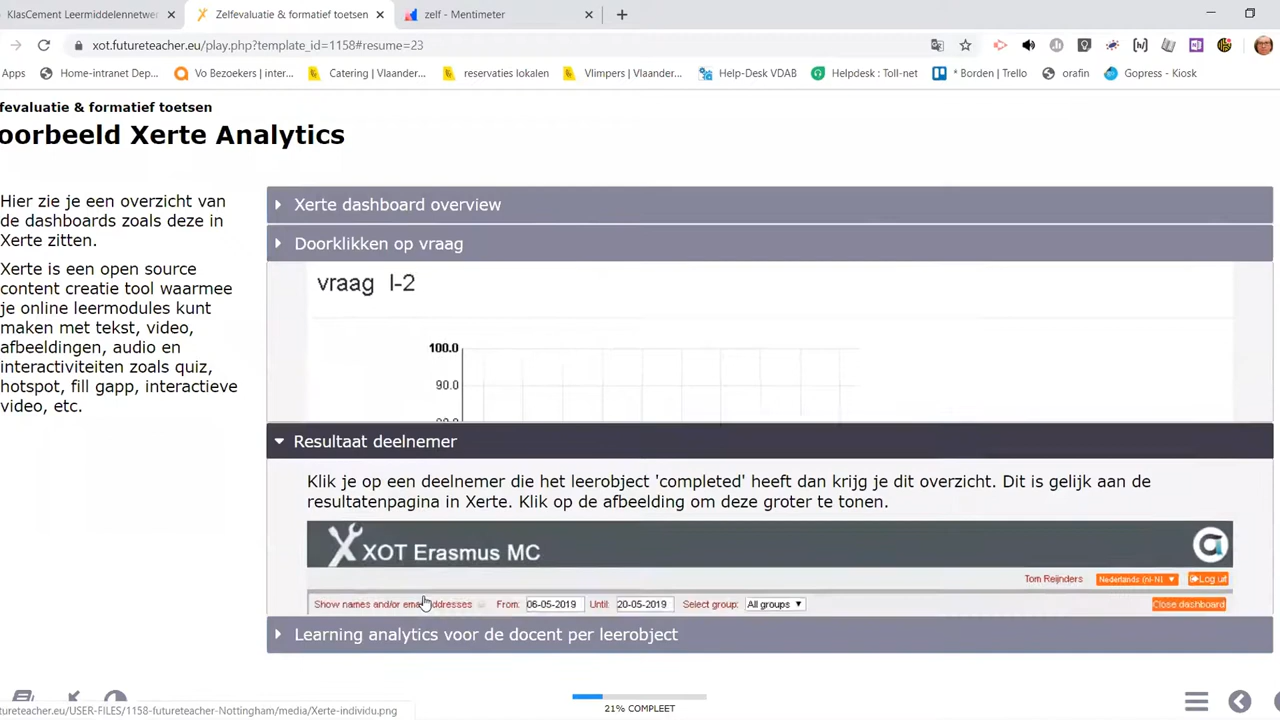 KlasCement Leermiddelennetwer
Zelfevaluatie & formatief toetsen
zelf - Mentimeter
xot.futureteacher.eu/play.php?template_id=1158#resume=23
Apps
Home-intranet Dep...
Vo Bezoekers | inter...
Catering | Vlaander...
reservaties lokalen
Vlimpers | Vlaander...
Help-Desk VDAB
Helpdesk : Toll-net
* Borden | Trello
orafin
Gopress - Kiosk
fevaluatie & formatief toetsen
oorbeeld Xerte Analytics
Hier zie je een overzicht van
de dashboards zoals deze in
Xerte zitten.
Xerte is een open source
content creatie tool waarmee
je online leermodules kunt
maken met tekst, video,
afbeeldingen, audio en
interactiviteiten zoals quiz,
hotspot, fill gapp, interactieve
video, etc.
Xerte dashboard overview
Doorklikken op vraag
vraag I-2
100.0
90.0
Resultaat deelnemer
Klik je op een deelnemer die het leerobject 'completed' heeft dan krijg je dit overzicht. Dit is gelijk aan de
resultatenpagina in Xerte. Klik op de afbeelding om deze groter te tonen.
XOT Erasmus MC
Tom Reijnders
Nederlands (nl-NL
Log uit
Show names and/or email addresses
From: 06-05-2019
Until: 20-05-2019
Select group: All groups
Close dashboard
Learning analytics voor de docent per leerobject
21% COMPLEET
utureteacher.eu/USER-FILES/1158-futureteacher-Nottingham/media/Xerte-individu.png